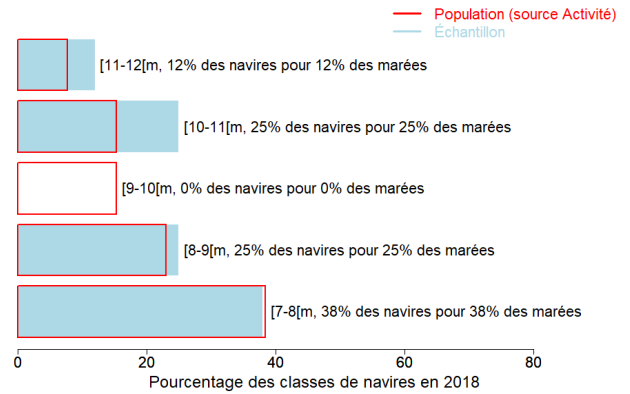 Population (source Activité)
Échantillon
[11-12[m, 12% des navires pour 12% des marées
[10-11[m, 25% des navires pour 25% des marées
[9-10[m, 0% des navires pour 0% des marées
[8-9[m, 25% des navires pour 25% des marées
[7-8[m, 38% des navires pour 38% des marées
0 20 40 60 80
Pourcentage des classes de navires en 2018